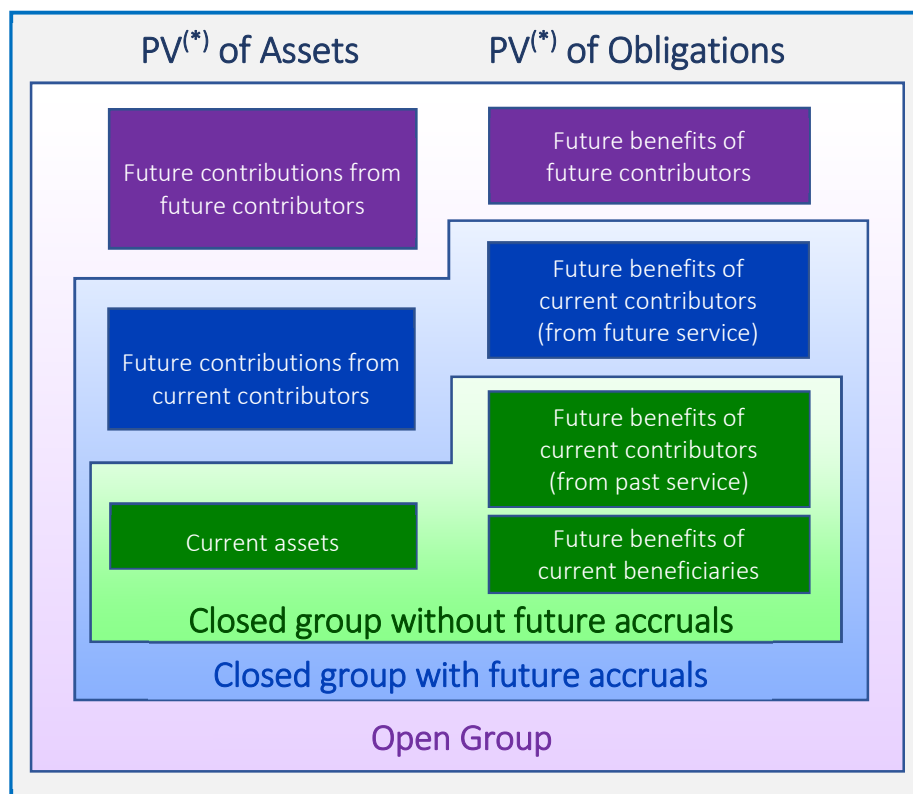 PV(*) of Assets
PV(*) of Obligations
Future contributions from
future contributors
Future benefits of
future contributors
Future benefits of
current contributors
(from future service)
Future contributions from
current contributors
Future benefits of
current contributors
(from past service)
Current assets
Future benefits of
current beneficiaries
Closed group without future accruals
Closed group with future accruals
Open Group